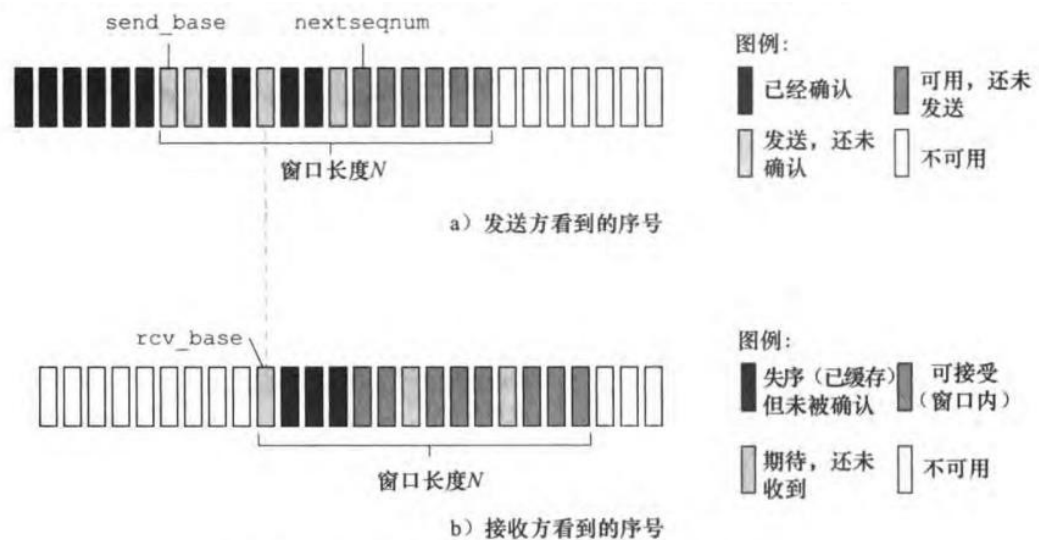 send_base
nextseqnum
窗口长度N
a）发送方看到的序号
图例：
已经确认
可用，还未
发送
发送，还未
确认
不可用
rcv_base
窗口长度N
b）接收方看到的序号
图例：
失序（已缓存）
但未被确认
可接受
（窗口内）
期待，还未
收到
不可用